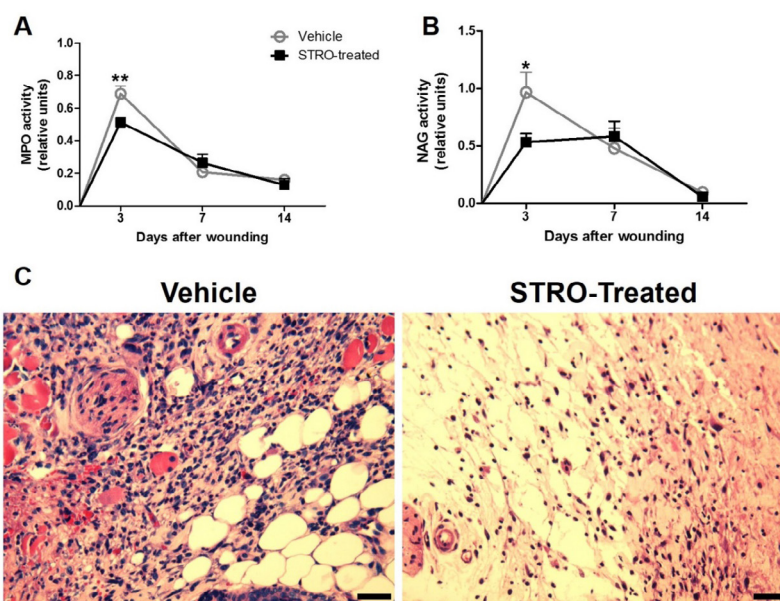 A
Vehicle
STRO-treated
**
MPO activity
(relative units)
1.0
0.8
0.6
0.4
0.2
0.0
3 7 14
Days after wounding
B
*
NAG activity
(relative units)
1.5
1.0
0.5
0.0
3 7 14
Days after wounding
C
Vehicle STRO-Treated